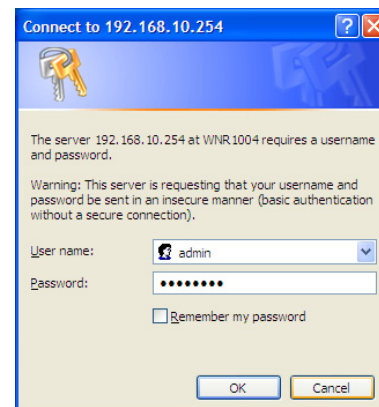 Connect to 192.168.10.254
The server 192.168.10.254 at WNR1004 requires a username
and password.
Warning: This server is requesting that your username and
password be sent in an insecure manner (basic authentication
without a secure connection).
User name:
admin
Password:
••••••••
Remember my password
OK
Cancel